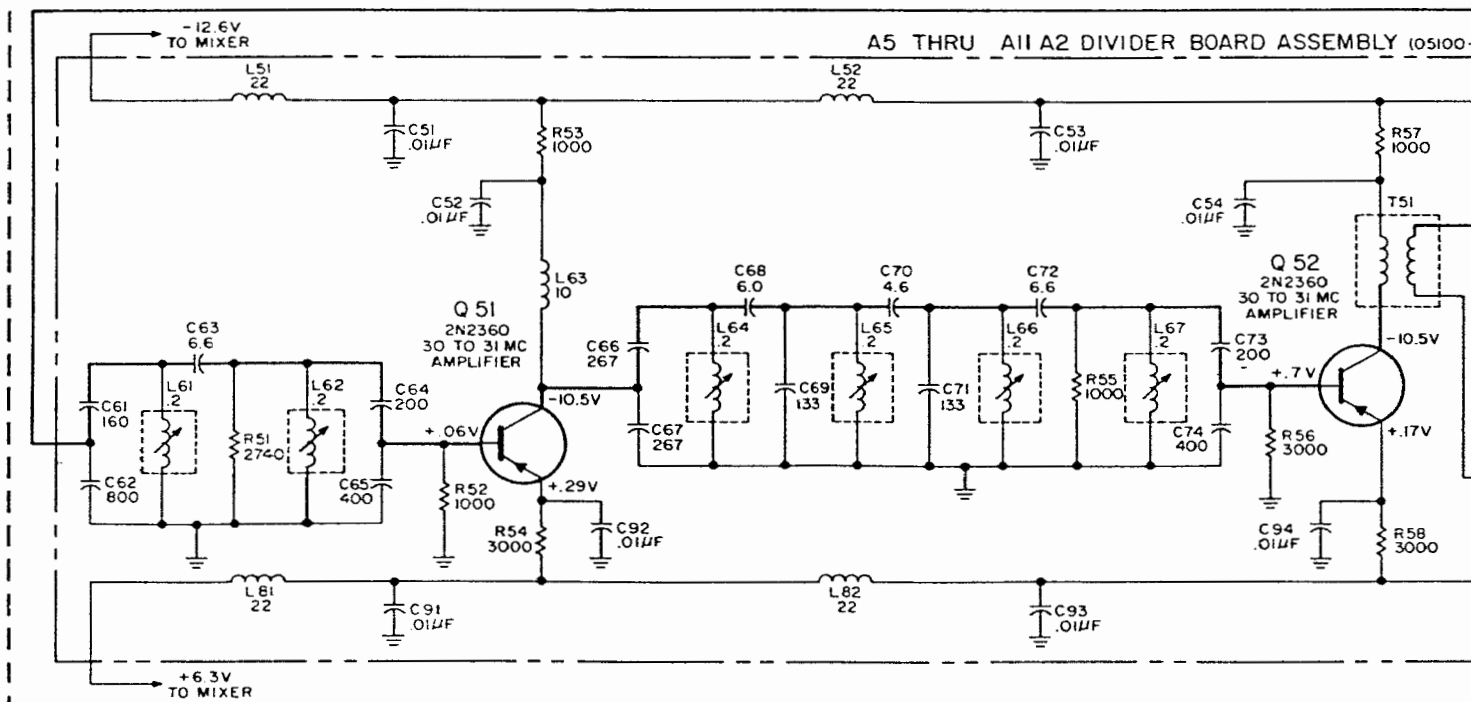 -12.6V
TO MIXER
A5 THRU A11 A2 DIVIDER BOARD ASSEMBLY (05100-
L51
22
L52
22
C51
.01µF
R53
1000
C53
.01µF
R57
1000
C52
.01µF
C54
.01µF
T51
L63
10
Q 51
2N2360
30 TO 31 MC
AMPLIFIER
C68
6.0
C70
4.6
C72
6.6
Q 52
2N2360
30 TO 31 MC
AMPLIFIER
C63
6.6
C66
267
L64
.2
L65
.2
L66
.2
L67
.2
C73
200
-10.5V
L61
.2
L62
.2
C64
200
-10.5V
C69
133
C71
133
R55
1000
+.7V
C61
160
R51
2740
+.06V
C67
267
C74
400
R56
3000
+.17V
C62
800
C65
400
R52
1000
+.29V
R54
3000
C92
.01µF
C94
.01µF
R58
3000
L81
22
L82
22
C91
.01µF
C93
.01µF
+6.3V
TO MIXER